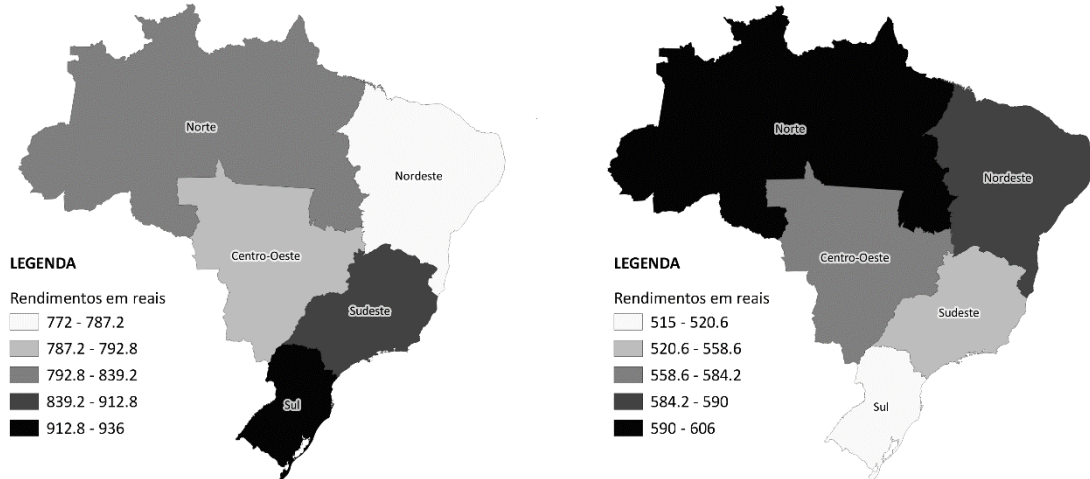 Norte
Nordeste
Centro-Oeste
Sudeste
Sul
LEGENDA
Rendimentos em reais
772 - 787.2
787.2 - 792.8
792.8 - 839.2
839.2 - 912.8
912.8 - 936
Norte
Nordeste
Centro-Oeste
Sudeste
Sul
LEGENDA
Rendimentos em reais
515 - 520.6
520.6 - 558.6
558.6 - 584.2
584.2 - 590
590 - 606